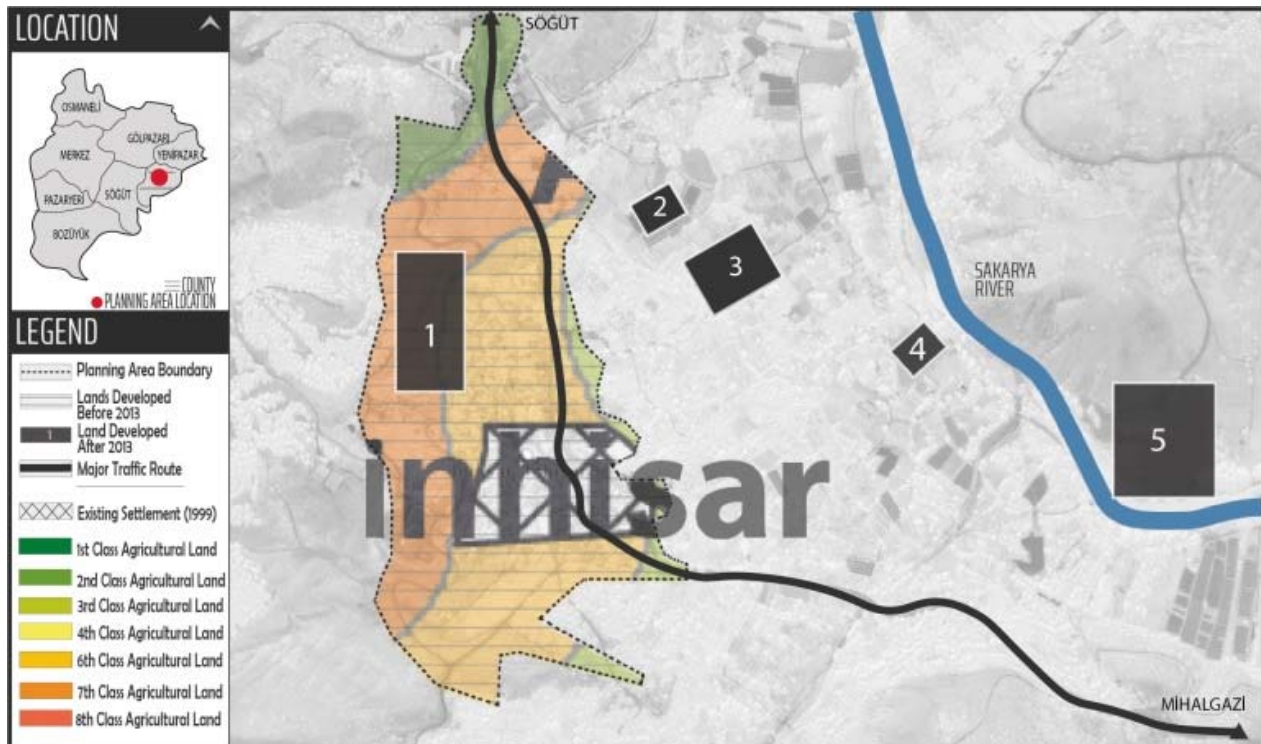 LOCATION
OSMANELİ
GÖLPAZARI
MERKEZ
YENİPAZAR
SÖĞÜT
PAZARYERİ
BOZÜYÜK
COUNTY
PLANNING AREA LOCATION
LEGEND
Planning Area Boundary
Lands Developed
Before 2013
1
Land Developed
After 2013
Major Traffic Route
Existing Settlement (1999)
1st Class Agricultural Land
2nd Class Agricultural Land
3rd Class Agricultural Land
4th Class Agricultural Land
6th Class Agricultural Land
7th Class Agricultural Land
8th Class Agricultural Land
SÖĞÜT
2
3
1
SAKARYA
RIVER
4
5
inhisar
MİHALGAZİ